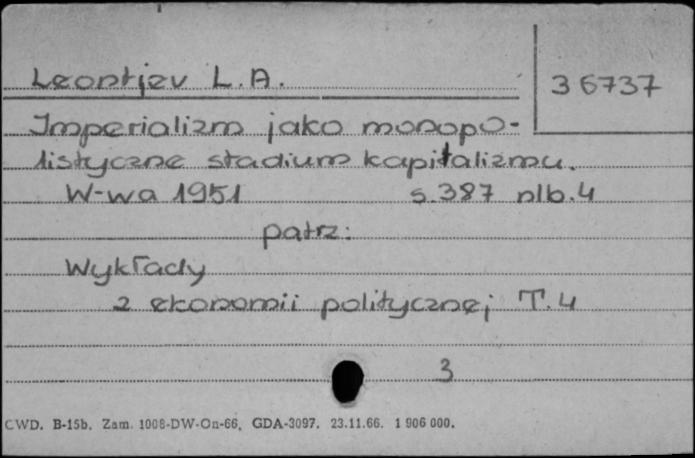 Leontjev L.A.
36737
Imperializm jako monopo-
listyczne stadium kapitalizmu.
W-wa 1951 s.387 nlb.4
patrz:
Wykłady
z ekonomii politycznej T.4
3
CWD. B-15b. Zam. 1008-DW-On-66. GDA-3097. 23.11.66. 1 906 000.